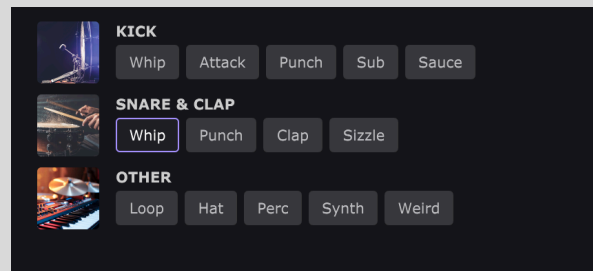 KICK
Whip Attack Punch Sub Sauce
SNARE & CLAP
Whip Punch Clap Sizzle
OTHER
Loop Hat Perc Synth Weird